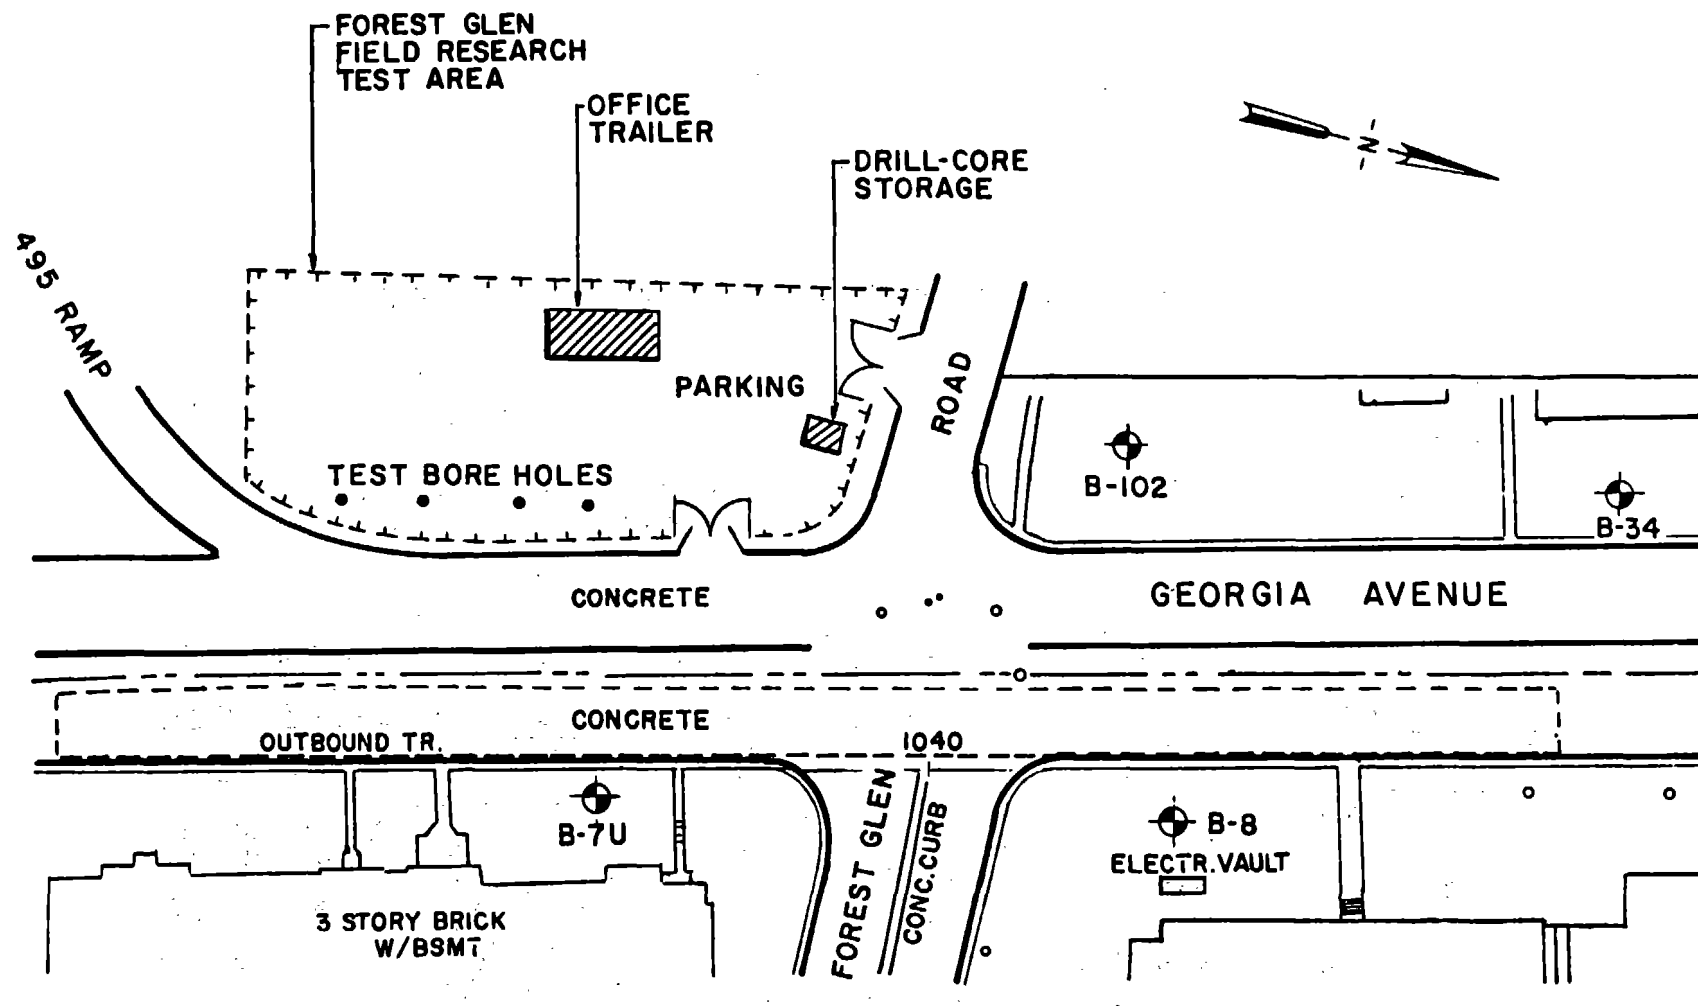 FOREST GLEN
FIELD RESEARCH
TEST AREA
OFFICE
TRAILER
DRILL-CORE
STORAGE
N
495 RAMP
PARKING
ROAD
TEST BORE HOLES
B-102
B-34
CONCRETE
GEORGIA AVENUE
CONCRETE
OUTBOUND TR.
1040
B-7U
FOREST GLEN
CONC.CURB
B-8
ELECTR.VAULT
3 STORY BRICK
W/BSMT